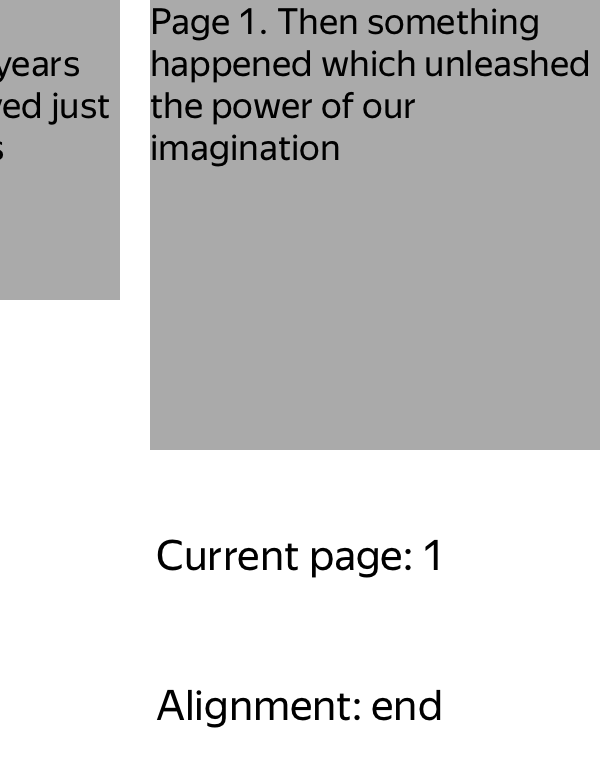 years
just
Page 1. Then something
happened which unleashed
the power of our
imagination
Current page: 1
Alignment: end